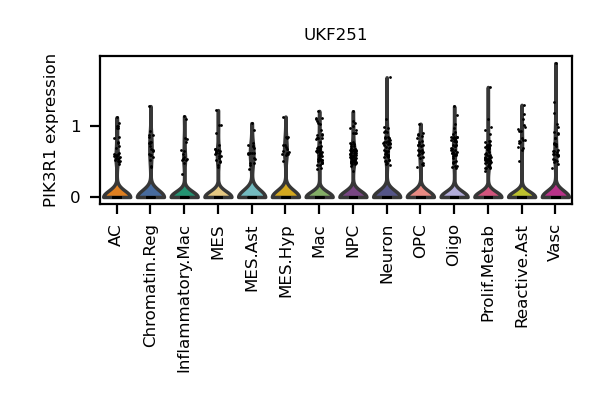 UKF251
PIK3R1 expression
1
0
AC
Chromatin.Reg
Inflammatory.Mac
MES
MES.Ast
MES.Hyp
Mac
NPC
Neuron
OPC
Oligo
Prolif.Metab
Reactive.Ast
Vasc